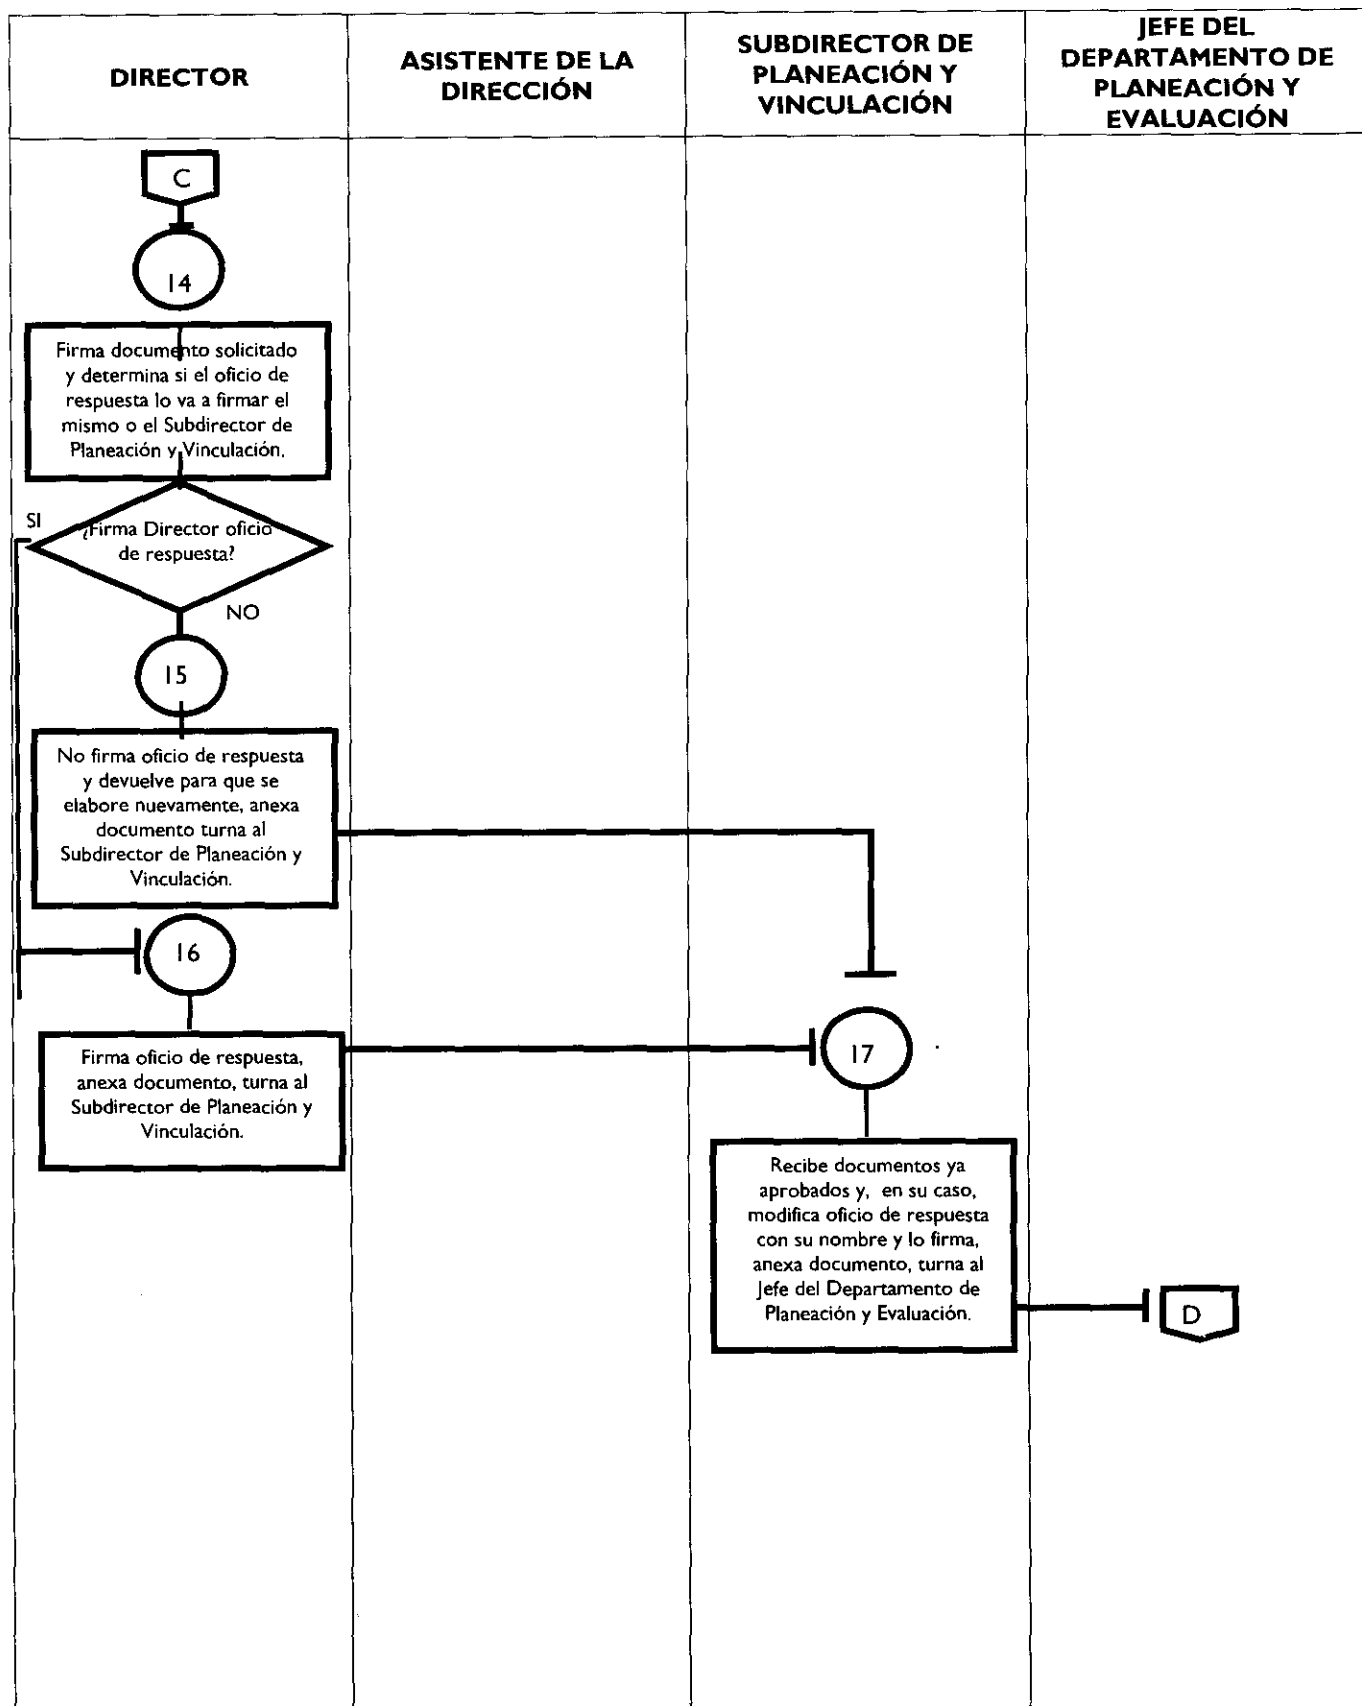 DIRECTOR
ASISTENTE DE LA
DIRECCIÓN
SUBDIRECTOR DE
PLANEACIÓN Y
VINCULACIÓN
JEFE DEL
DEPARTAMENTO DE
PLANEACIÓN Y
EVALUACIÓN
C
14
Firma documento solicitado
y determina si el oficio de
respuesta lo va a firmar el
mismo o el Subdirector de
Planeación y Vinculación.
SI
¿Firma Director oficio
de respuesta?
NO
15
No firma oficio de respuesta
y devuelve para que se
elabore nuevamente, anexa
documento turna al
Subdirector de Planeación y
Vinculación.
16
Firma oficio de respuesta,
anexa documento, turna al
Subdirector de Planeación y
Vinculación.
17
Recibe documentos ya
aprobados y, en su caso,
modifica oficio de respuesta
con su nombre y lo firma,
anexa documento, turna al
Jefe del Departamento de
Planeación y Evaluación.
D